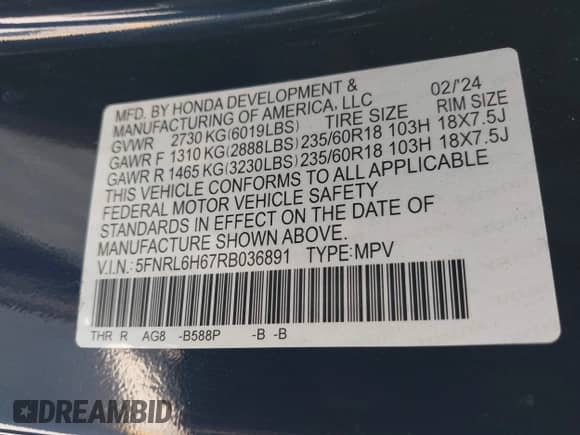 MFD. BY HONDA DEVELOPMENT & 02/'24
MANUFACTURING OF AMERICA, LLC
GVWR 2730 KG(6019LBS) TIRE SIZE RIM SIZE
GAWR F 1310 KG(2888LBS) 235/60R18 103H 18X7.5J
GAWR R 1465 KG(3230LBS) 235/60R18 103H 18X7.5J
THIS VEHICLE CONFORMS TO ALL APPLICABLE
FEDERAL MOTOR VEHICLE SAFETY
STANDARDS IN EFFECT ON THE DATE OF
MANUFACTURE SHOWN ABOVE.
V.I.N.: 5FNRL6H67RB036891 TYPE:MPV
THR R AG8 -B588P -B -B
DREAMBID